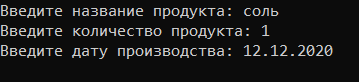 Введите название продукта: соль
Введите количество продукта: 1
Введите дату производства: 12.12.2020